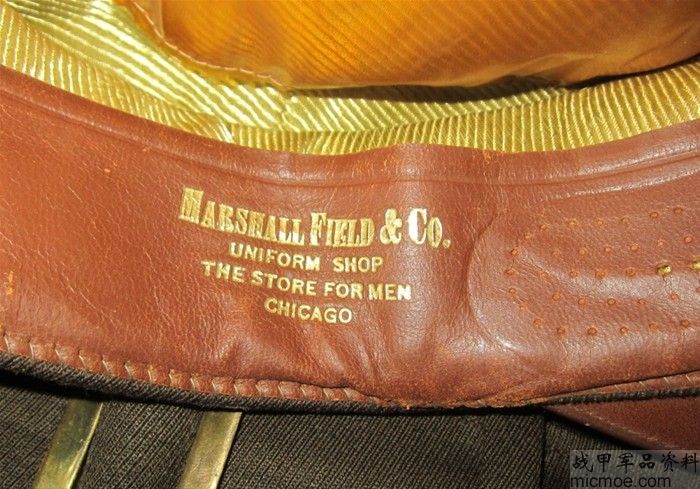 MARSHALL FIELD & CO.
UNIFORM SHOP
THE STORE FOR MEN
CHICAGO
战甲军品资料
micmoe.com